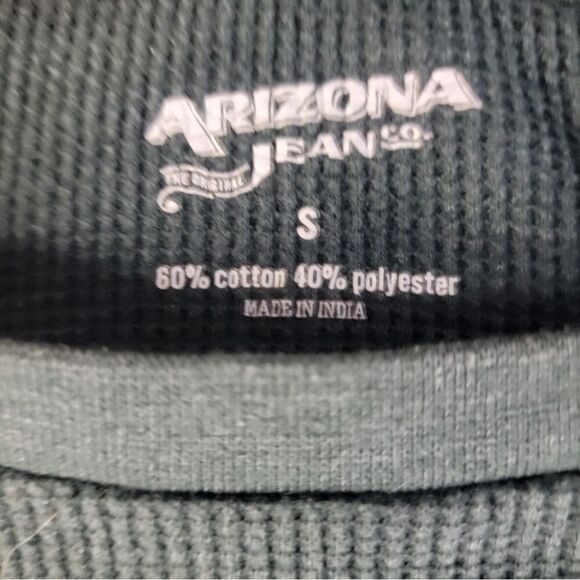 ARIZONA
JEAN CO.
THE ORIGINAL
S
60% cotton 40% polyester
MADE IN INDIA